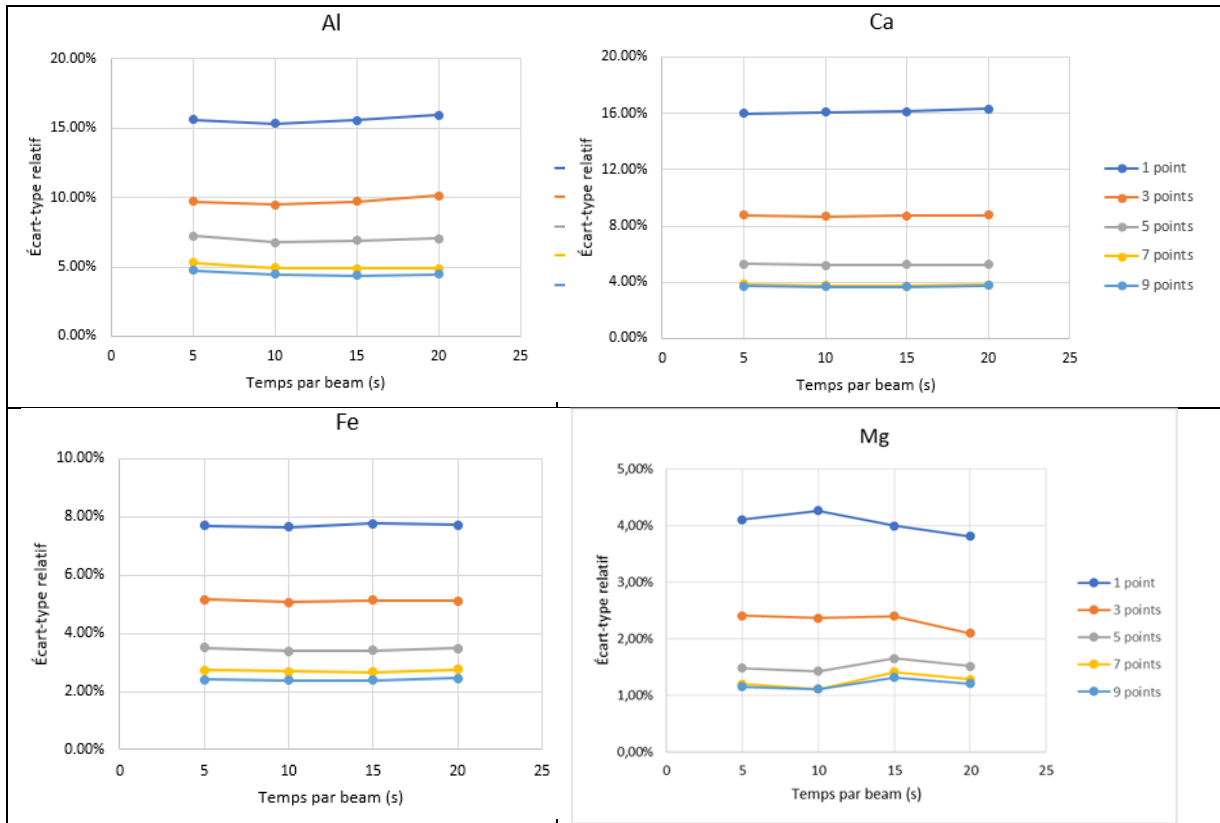 Al
20.00%
15.00%
10.00%
5.00%
0.00%
Écart-type relatif
0 5 10 15 20 25
Temps par beam (s)
Ca
20.00%
16.00%
12.00%
8.00%
4.00%
0.00%
Écart-type relatif
0 5 10 15 20 25
Temps par beam (s)
1 point
3 points
5 points
7 points
9 points
Fe
10.00%
8.00%
6.00%
4.00%
2.00%
0.00%
Écart-type relatif
0 5 10 15 20 25
Temps par beam (s)
Mg
5,00%
4,00%
3,00%
2,00%
1,00%
0,00%
Écart-type relatif
0 5 10 15 20 25
Temps par beam (s)
1 point
3 points
5 points
7 points
9 points